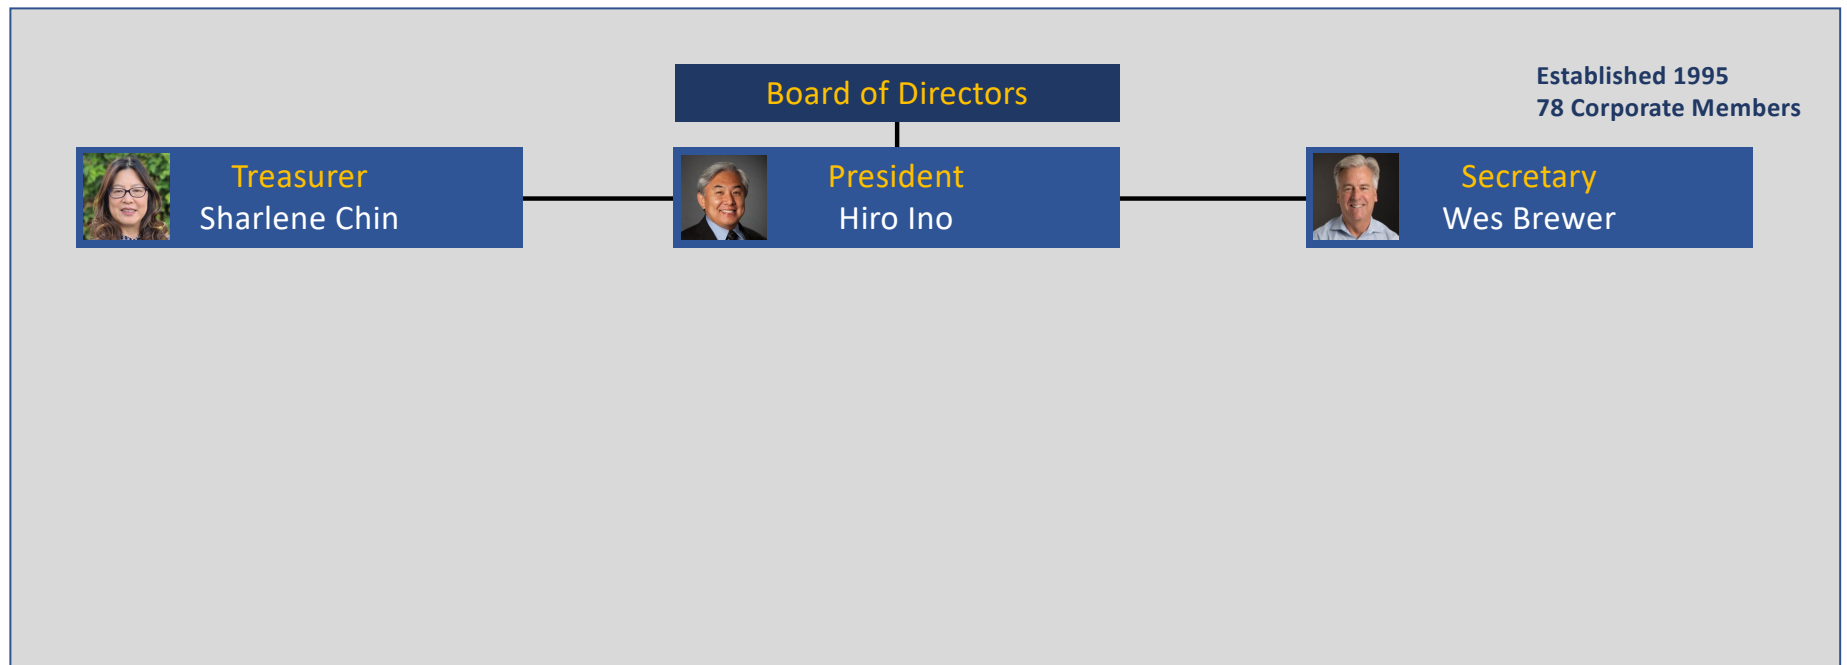 Board of Directors
Established 1995
78 Corporate Members
Treasurer
Sharlene Chin
President
Hiro Ino
Secretary
Wes Brewer